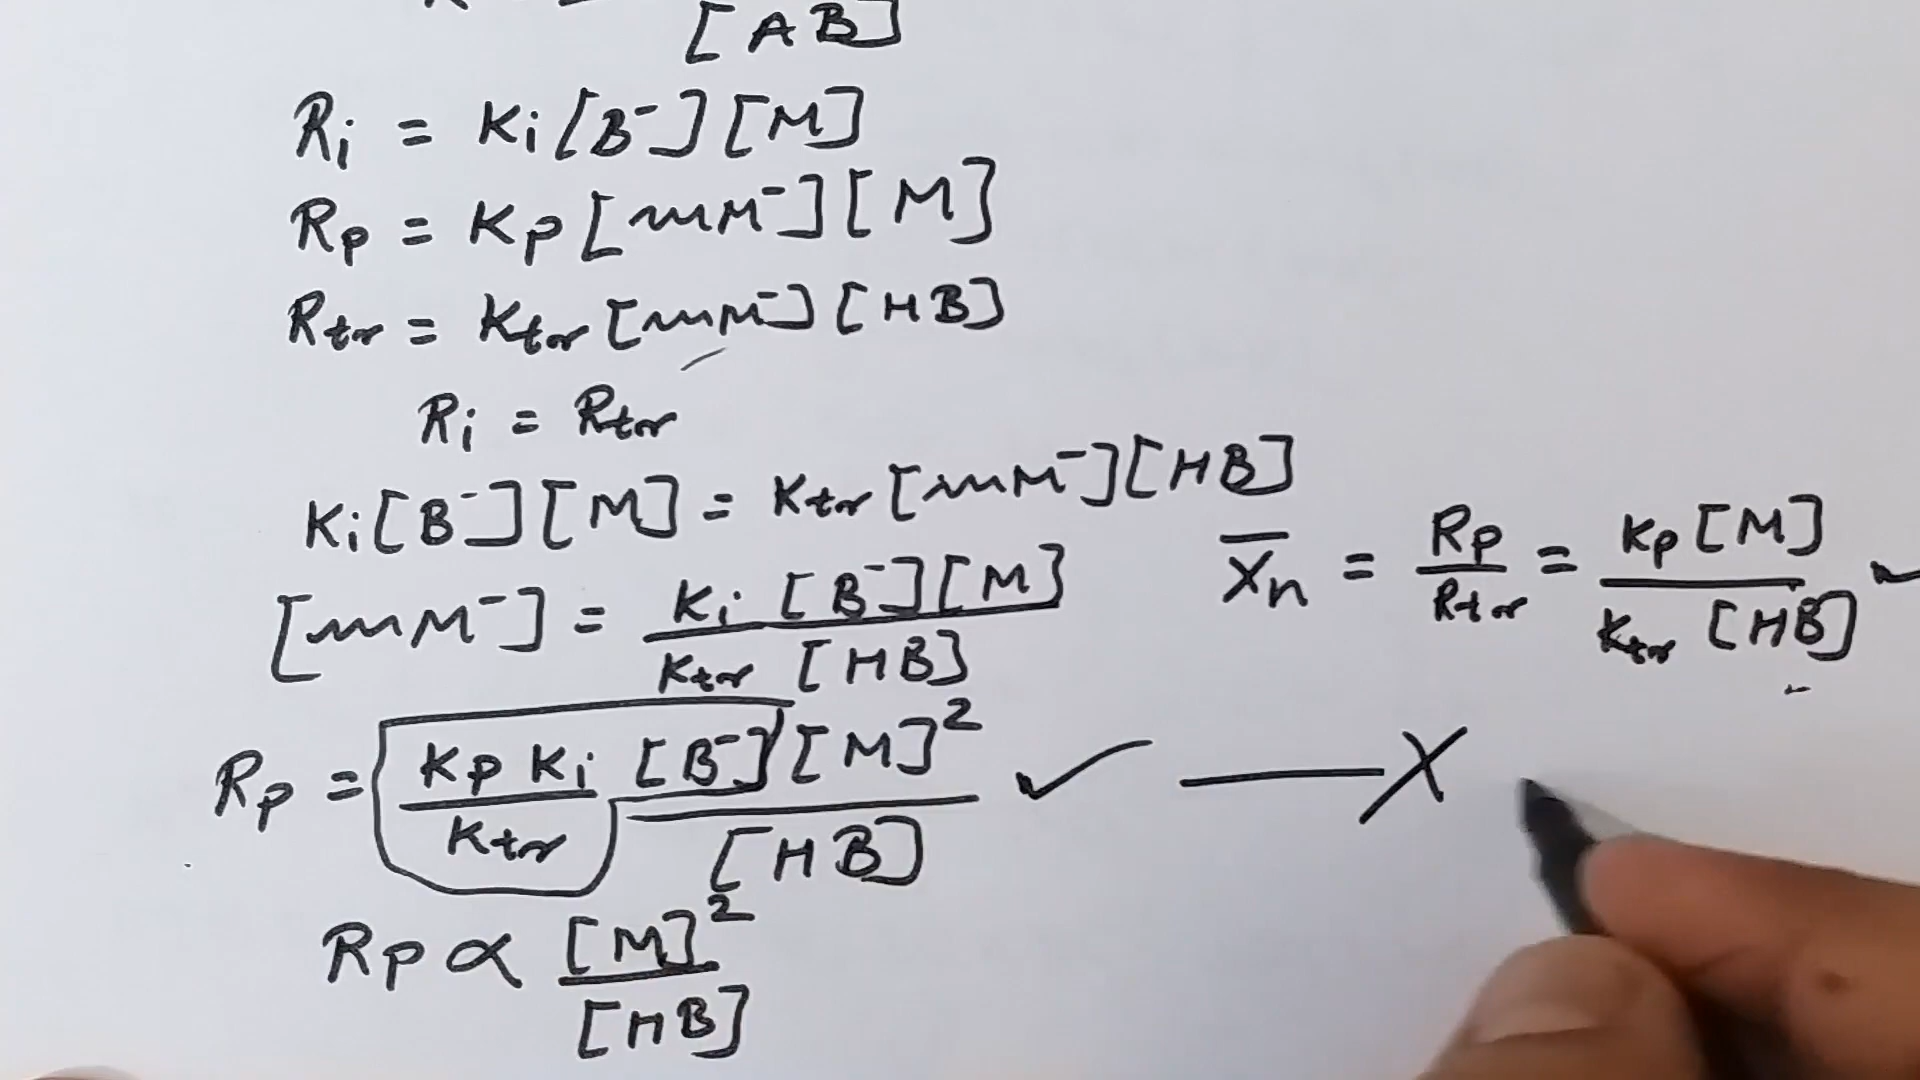 [AB]
Ri = Ki[B⁻][M]
Rp = Kp[mM⁻][M]
Rtr = Ktr[mM⁻][HB]
Ri = Rtr
Ki[B⁻][M] = Ktr[mM⁻][HB]
[mM⁻] = Ki [B⁻][M] / Ktr [HB]
X̄n = Rp / Rtr = Kp[M] / Ktr [HB] ✓
Rp = Kp Ki / Ktr [B⁻][M]² / [HB] ✓ —X
Rp ∝ [M]² / [HB]